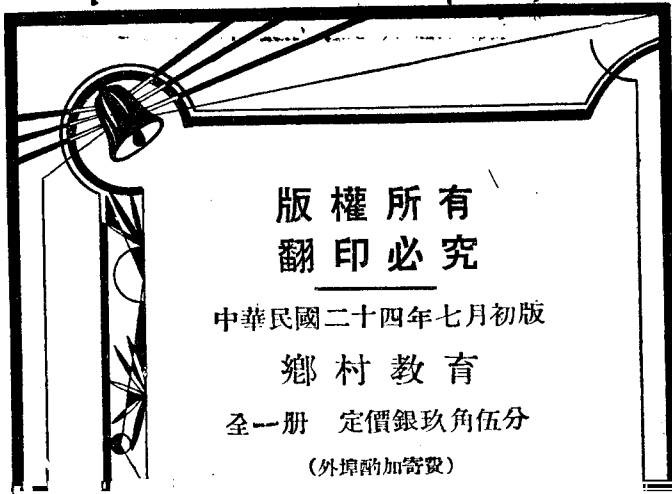 版權所有
翻印必究
中華民國二十四年七月初版
鄉村教育
全一册 定價銀玖角伍分
(外埠酌加寄費)